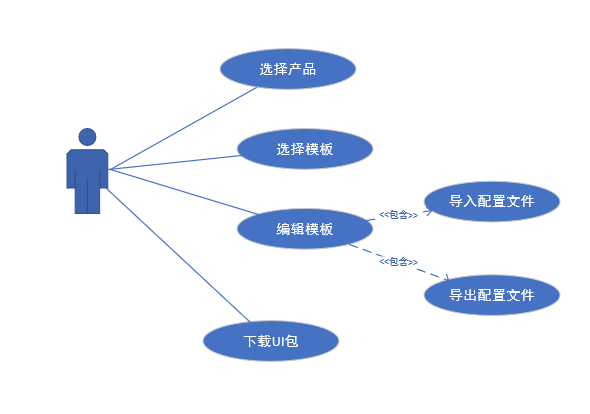 选择产品
选择模板
编辑模板
<<包含>>
导入配置文件
<<包含>>
导出配置文件
下载UI包